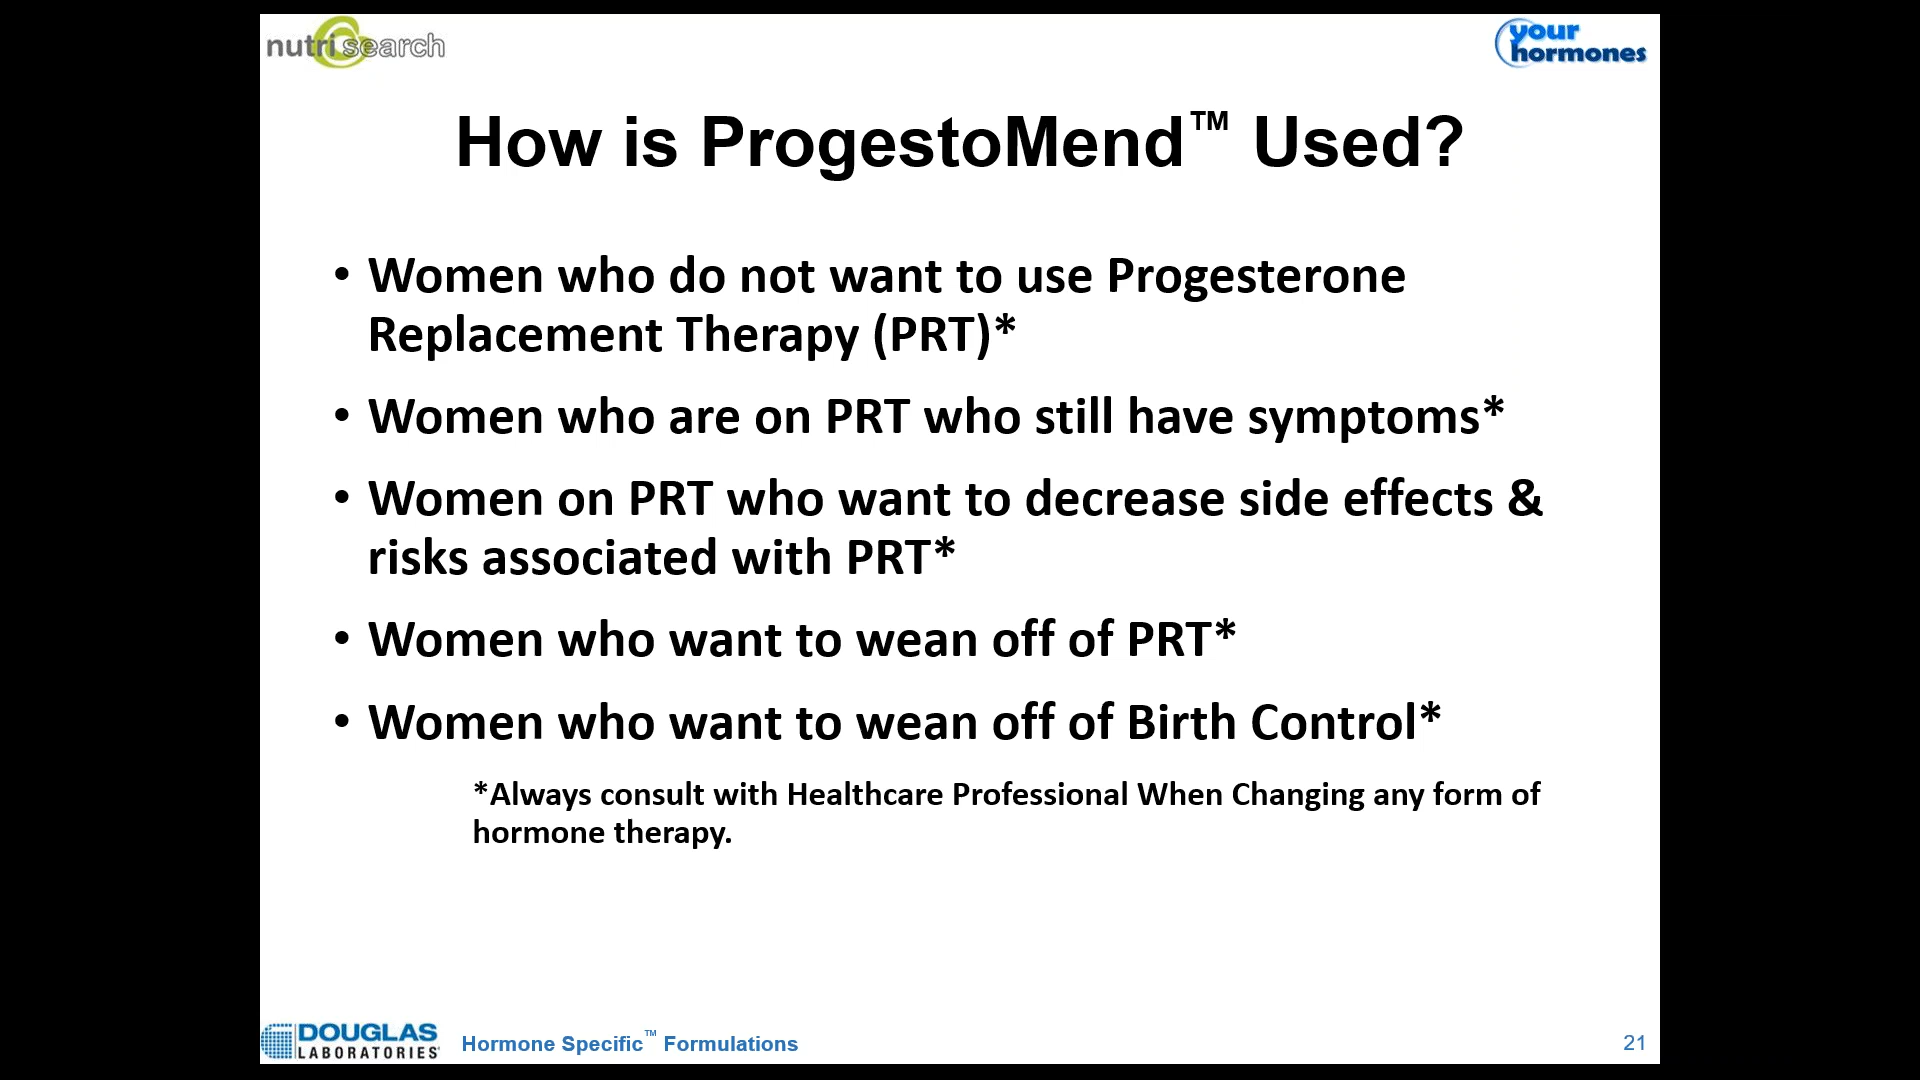 nutri search
your hormones
How is ProgestoMend™ Used?
• Women who do not want to use Progesterone
Replacement Therapy (PRT)*
• Women who are on PRT who still have symptoms*
• Women on PRT who want to decrease side effects &
risks associated with PRT*
• Women who want to wean off of PRT*
• Women who want to wean off of Birth Control*
*Always consult with Healthcare Professional When Changing any form of
hormone therapy.
DOUGLAS
LABORATORIES
Hormone Specific™ Formulations
21